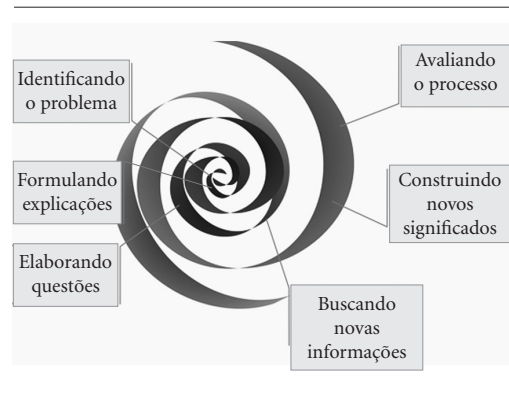 Identificando
o problema
Formulando
explicações
Elaborando
questões
Buscando
novas
informações
Construindo
novos
significados
Avaliando
o processo